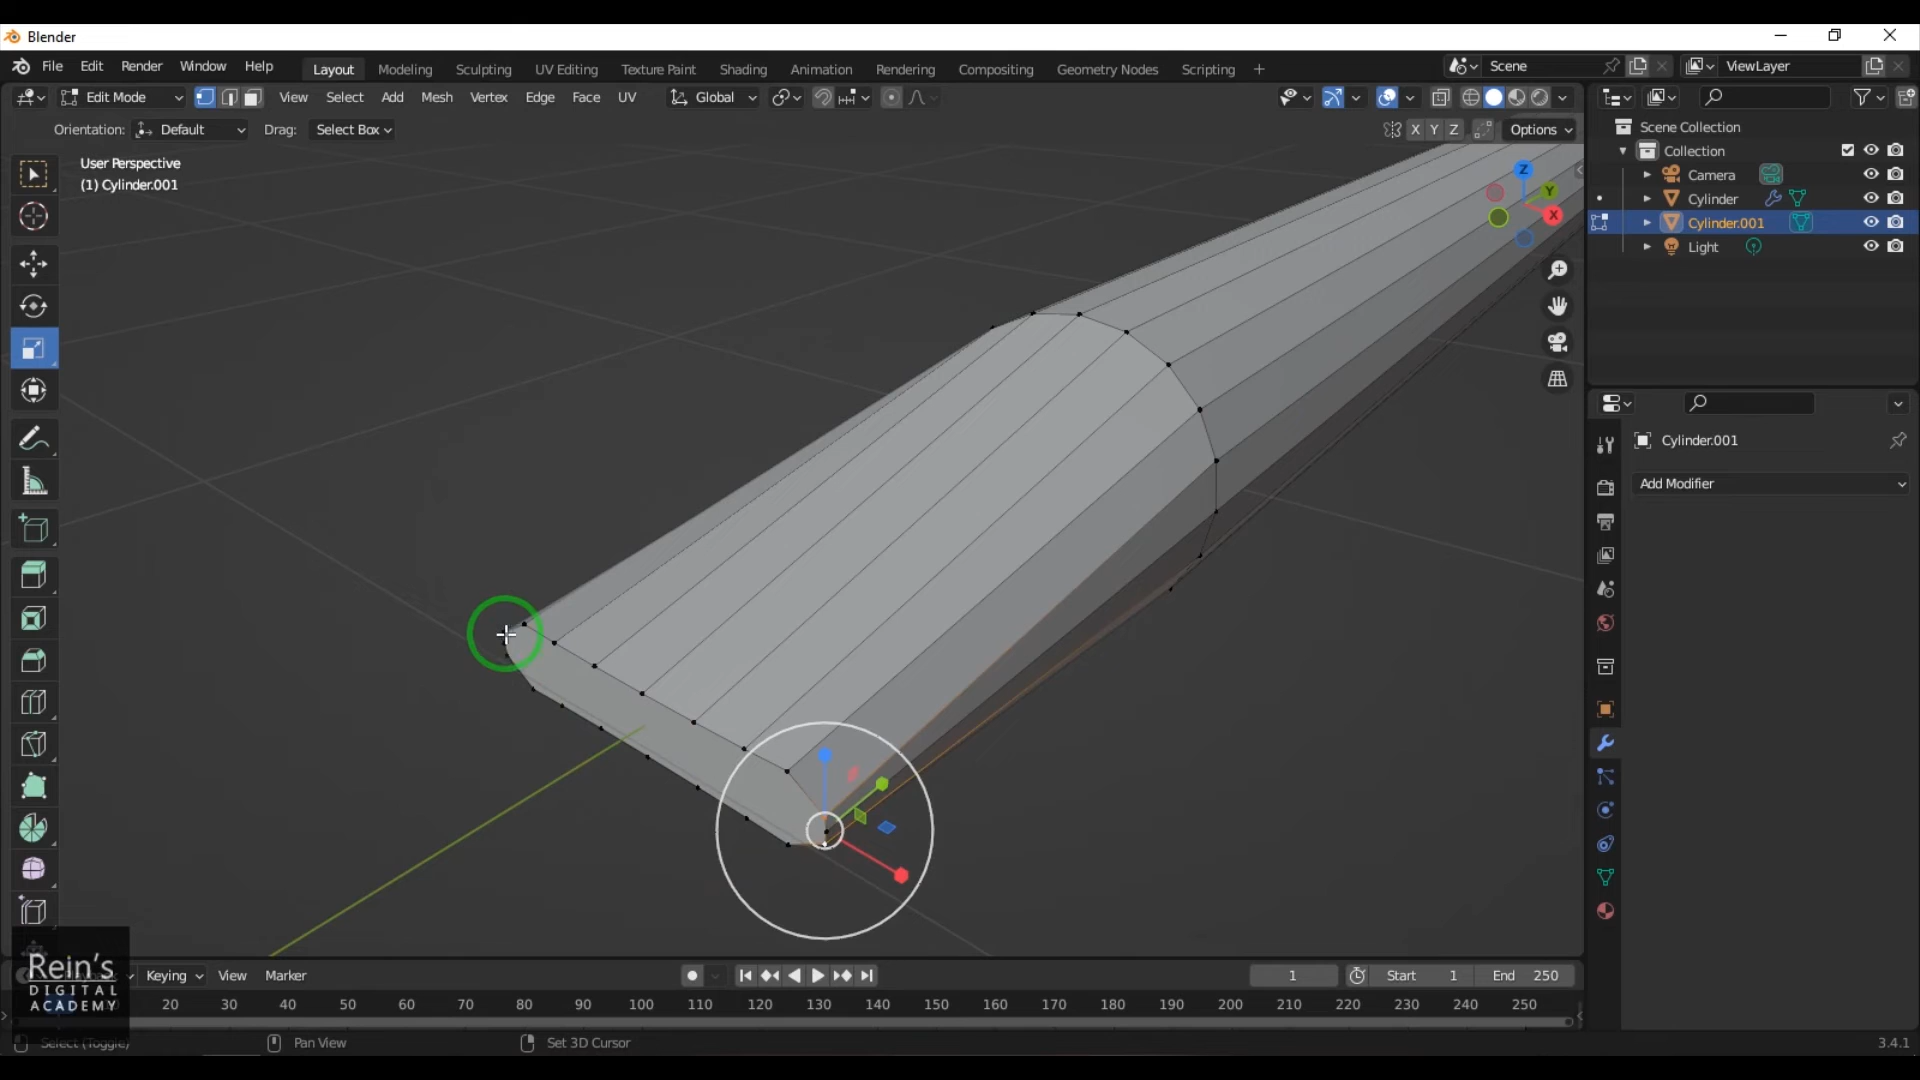 Blender
File Edit Render Window Help Layout Modeling Sculpting UV Editing Texture Paint Shading Animation Rendering Compositing Geometry Nodes Scripting + Scene ViewLayer
Edit Mode View Select Add Mesh Vertex Edge Face UV Global
Orientation: Default Drag: Select Box X Y Z Options
User Perspective
(1) Cylinder.001
Z
Y
X
Scene Collection
Collection
Camera
Cylinder
Cylinder.001
Light
Cylinder.001
Add Modifier
Rein's
DIGITAL
ACADEMY
Keying View Marker 1 Start 1 End 250
20 30 40 50 60 70 80 90 100 110 120 130 140 150 160 170 180 190 200 210 220 230 240 250
Select (Toggle) Pan View Set 3D Cursor 3.4.1